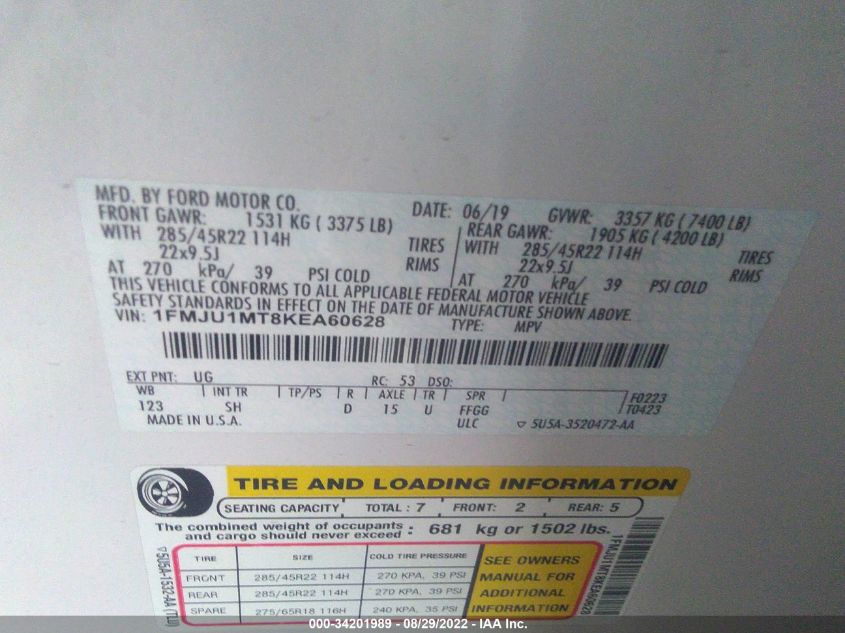 MFD. BY FORD MOTOR CO. DATE: 06/19 GVWR: 3357 KG ( 7400 LB)
FRONT GAWR: 1531 KG ( 3375 LB) REAR GAWR: 1905 KG ( 4200 LB)
WITH 285/45R22 114H TIRES WITH 285/45R22 114H TIRES
22x9.5J RIMS 22x9.5J RIMS
AT 270 kPa/ 39 PSI COLD AT 270 kPa/ 39 PSI COLD
THIS VEHICLE CONFORMS TO ALL APPLICABLE FEDERAL MOTOR VEHICLE
SAFETY STANDARDS IN EFFECT ON THE DATE OF MANUFACTURE SHOWN ABOVE.
VIN: 1FMJU1MT8KEA60628 TYPE: MPV
EXT PNT: UG RC: 53 DSO:
WB INT TR TP/PS R AXLE TR SPR F0223
123 SH D 15 U FFGG T0423
MADE IN U.S.A. ULC ▽ 5U5A-3520472-AA
TIRE AND LOADING INFORMATION
SEATING CAPACITY TOTAL : 7 FRONT: 2 REAR: 5
The combined weight of occupants
and cargo should never exceed : 681 kg or 1502 lbs.
TIRE SIZE COLD TIRE PRESSURE
FRONT 285/45R22 114H 270 KPA, 39 PSI
REAR 285/45R22 114H 270 KPA, 39 PSI
SPARE 275/65R18 116H 240 KPA, 35 PSI
SEE OWNERS
MANUAL FOR
ADDITIONAL
INFORMATION
▽5U5A-1532-AA (TLU)
1FMJU1MT8KEA60628
000-34201989 - 08/29/2022 - IAA Inc.